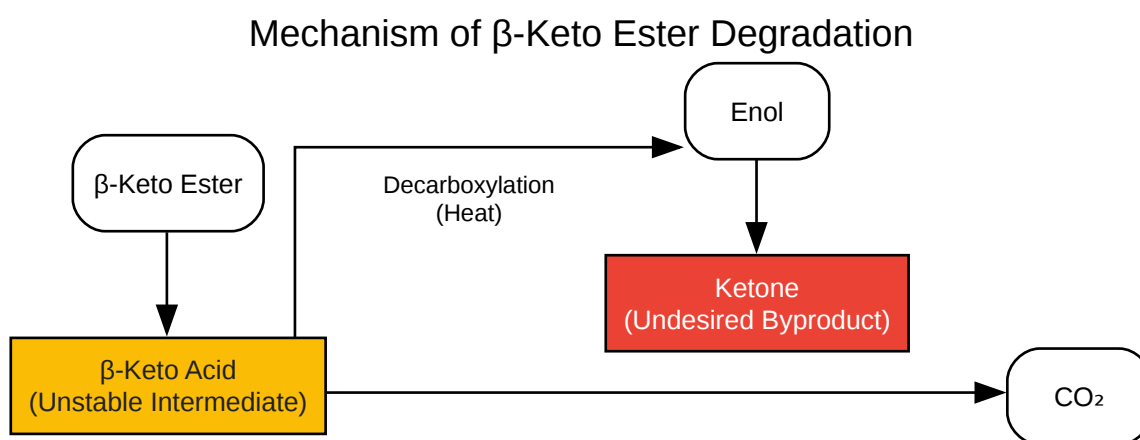 Mechanism of β-Keto Ester Degradation
Enol
β-Keto Ester
Decarboxylation
(Heat)
Ketone
(Undesired Byproduct)
β-Keto Acid
(Unstable Intermediate)
CO₂